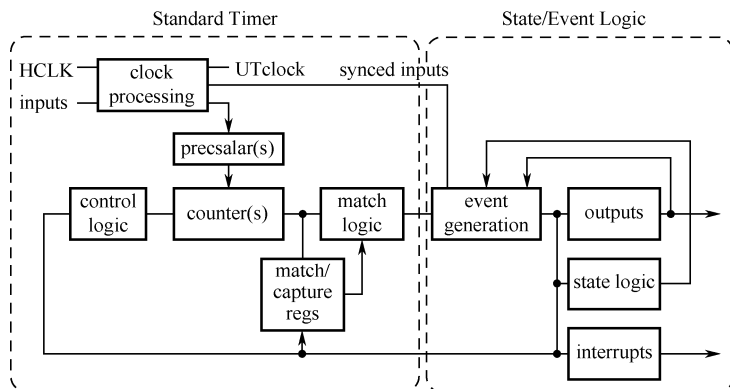 Standard Timer
State/Event Logic
HCLK
inputs
clock
processing
UTclock
synced inputs
precsalar(s)
control
logic
counter(s)
match
logic
event
generation
outputs
match/
capture
regs
state logic
interrupts